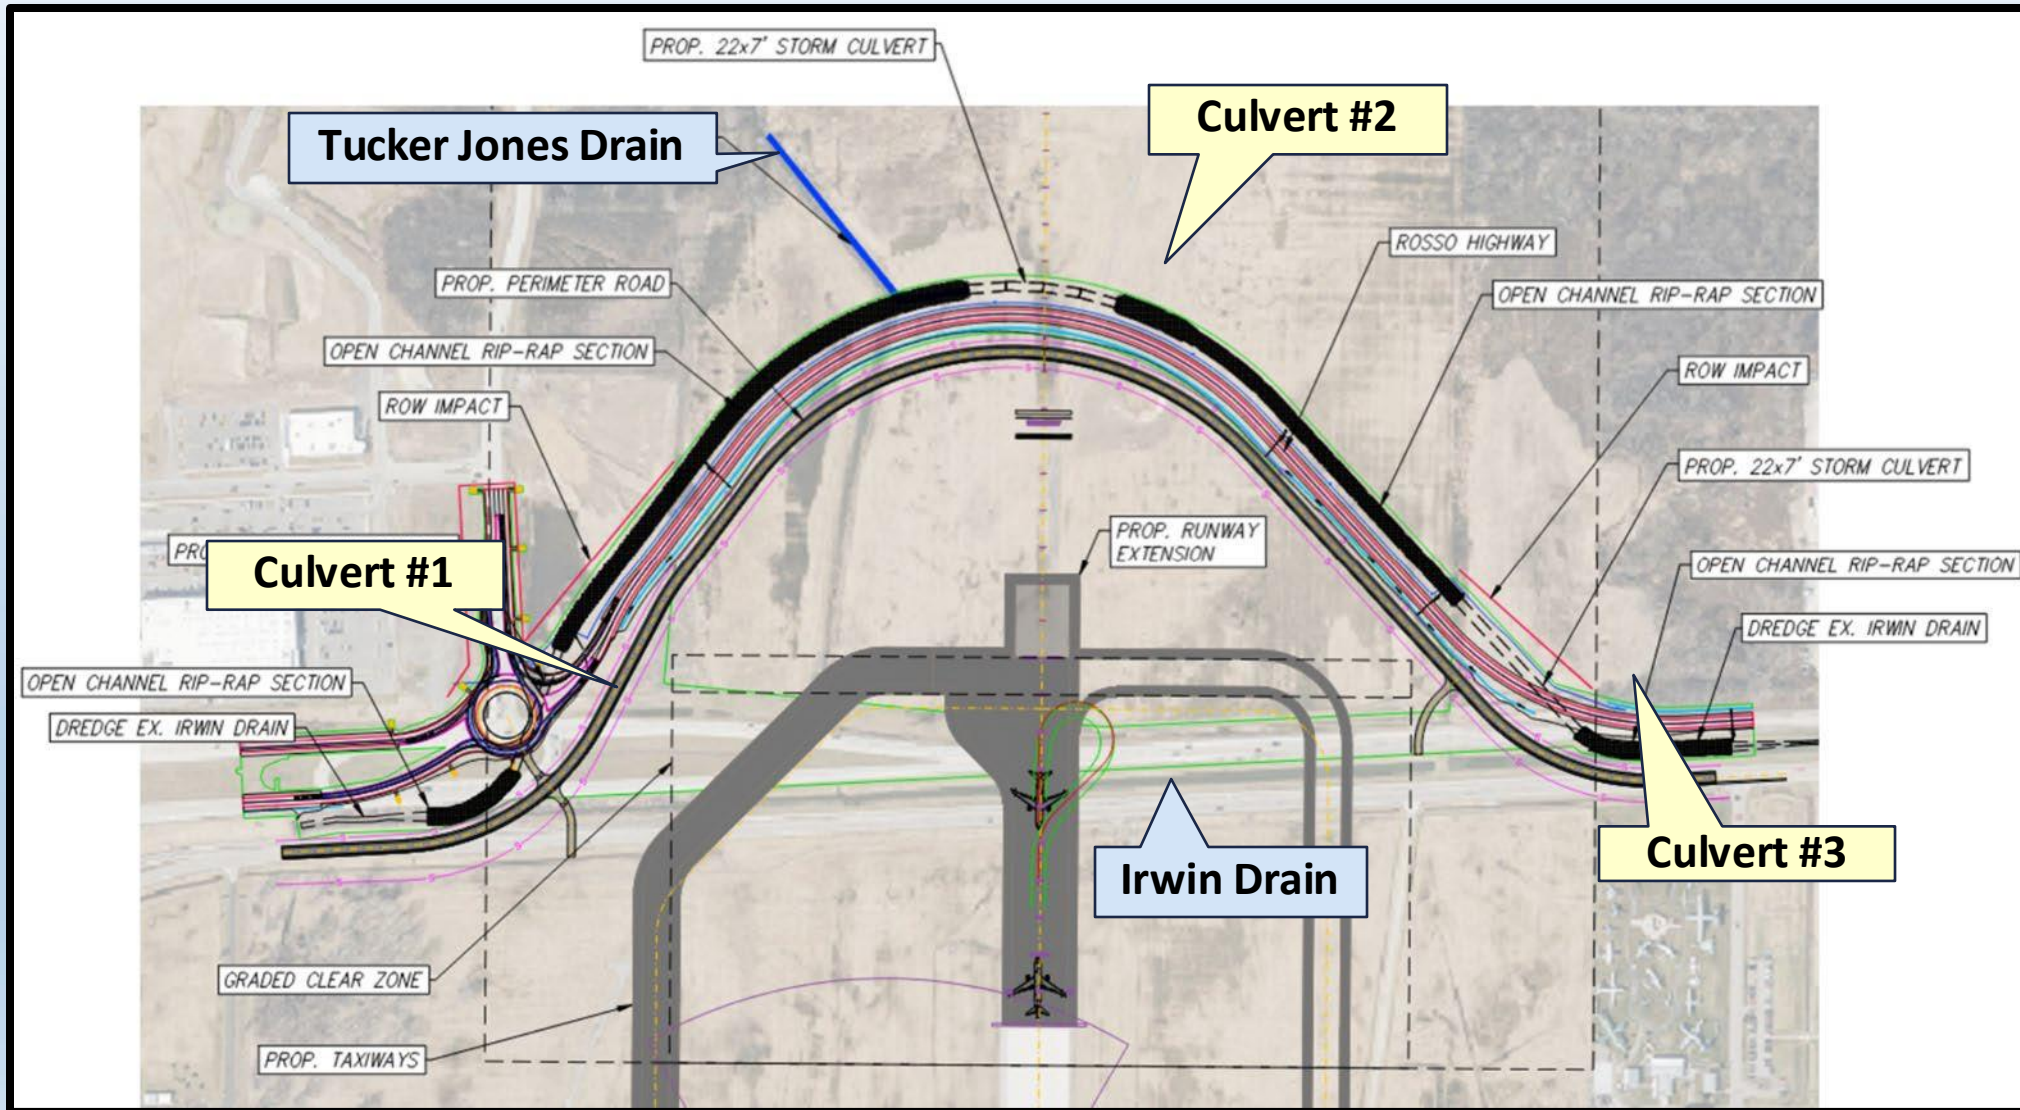 PROP. 22x7' STORM CULVERT
Culvert #2
Tucker Jones Drain
ROSSO HIGHWAY
PROP. PERIMETER ROAD
OPEN CHANNEL RIP-RAP SECTION
OPEN CHANNEL RIP-RAP SECTION
ROW IMPACT
ROW IMPACT
PROP. 22x7' STORM CULVERT
PROP. RUNWAY
EXTENSION
Culvert #1
OPEN CHANNEL RIP-RAP SECTION
DREDGE EX. IRWIN DRAIN
OPEN CHANNEL RIP-RAP SECTION
DREDGE EX. IRWIN DRAIN
Culvert #3
Irwin Drain
GRADED CLEAR ZONE
PROP. TAXIWAYS